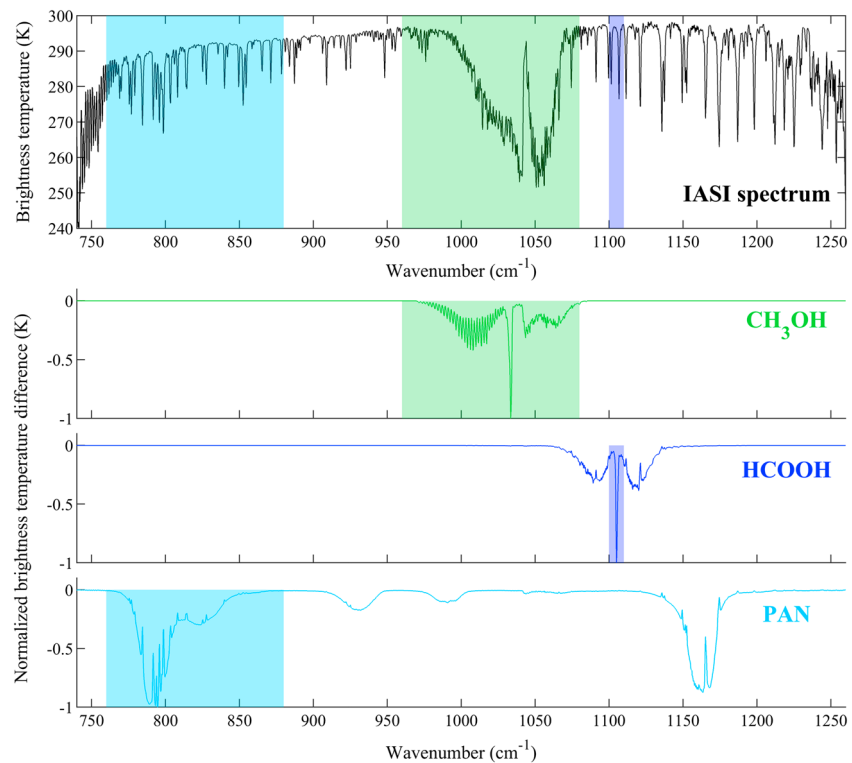 300
290
280
270
260
250
240
Brightness temperature (K)
IASI spectrum
750 800 850 900 950 1000 1050 1100 1150 1200 1250
Wavenumber (cm⁻¹)
Normalized brightness temperature difference (K)
0
-0.5
-1
CH₃OH
0
-0.5
-1
HCOOH
0
-0.5
-1
PAN
750 800 850 900 950 1000 1050 1100 1150 1200 1250
Wavenumber (cm⁻¹)